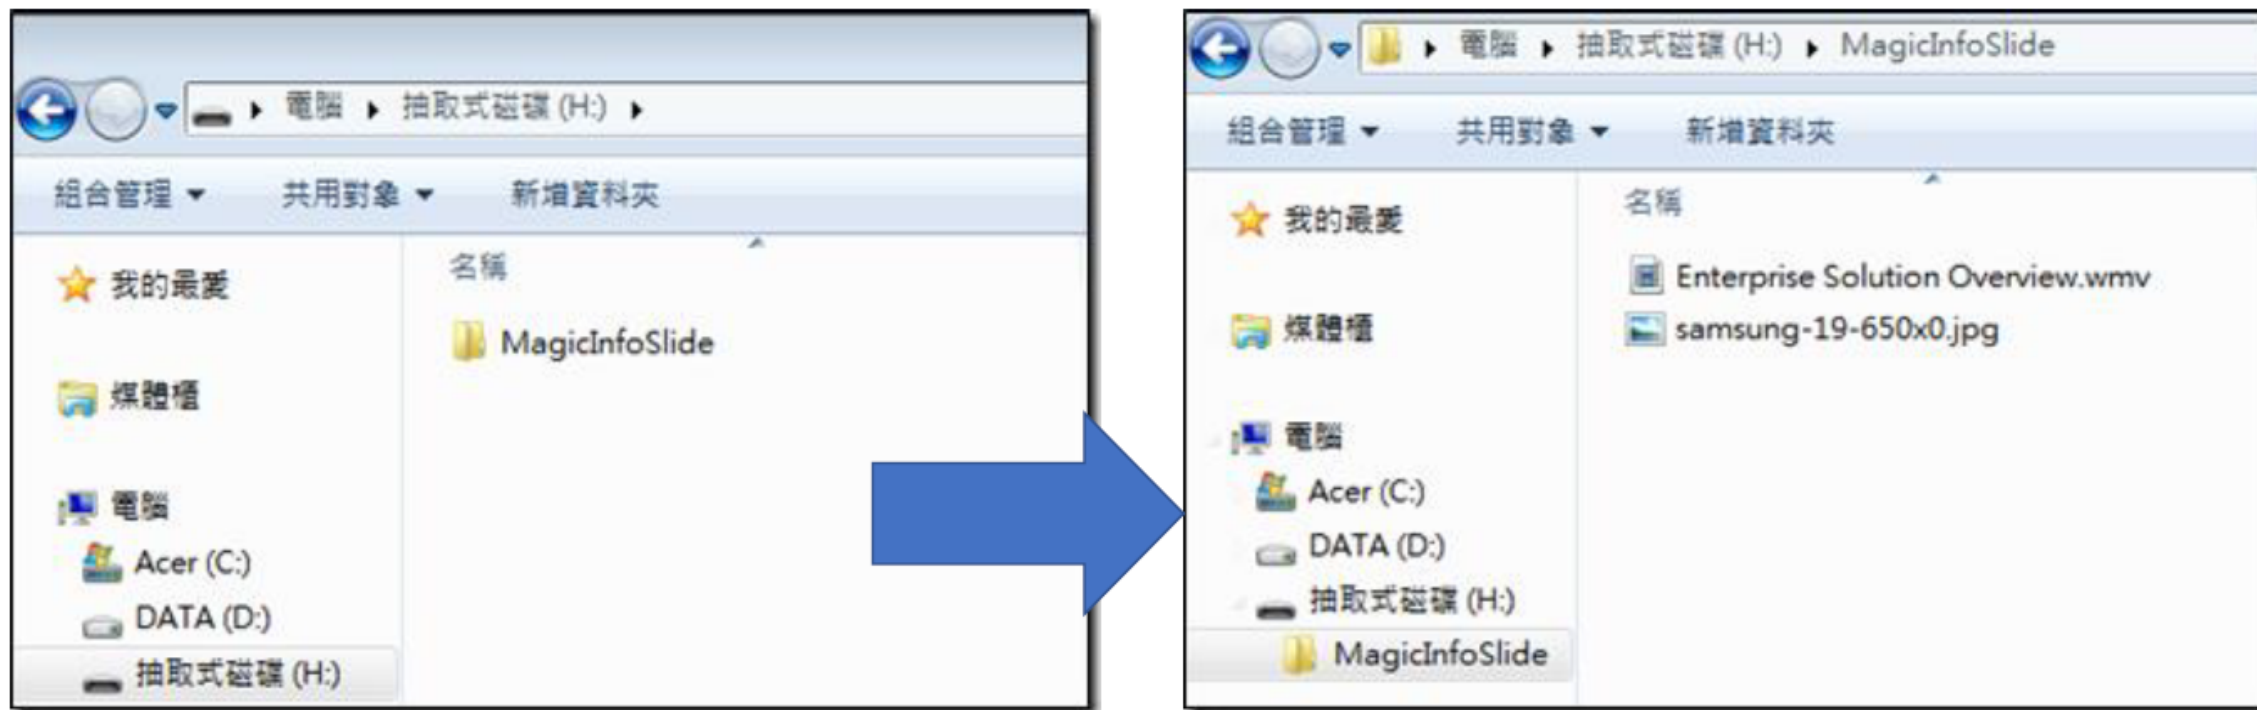 電腦 ▸ 抽取式磁碟 (H:) ▸
組合管理 ▼ 共用對象 ▼ 新增資料夾
我的最愛
媒體櫃
電腦
Acer (C:)
DATA (D:)
抽取式磁碟 (H:)
名稱
MagicInfoSlide
電腦 ▸ 抽取式磁碟 (H:) ▸ MagicInfoSlide
組合管理 ▼ 共用對象 ▼ 新增資料夾
我的最愛
媒體櫃
電腦
Acer (C:)
DATA (D:)
抽取式磁碟 (H:)
MagicInfoSlide
名稱
Enterprise Solution Overview.wmv
samsung-19-650x0.jpg